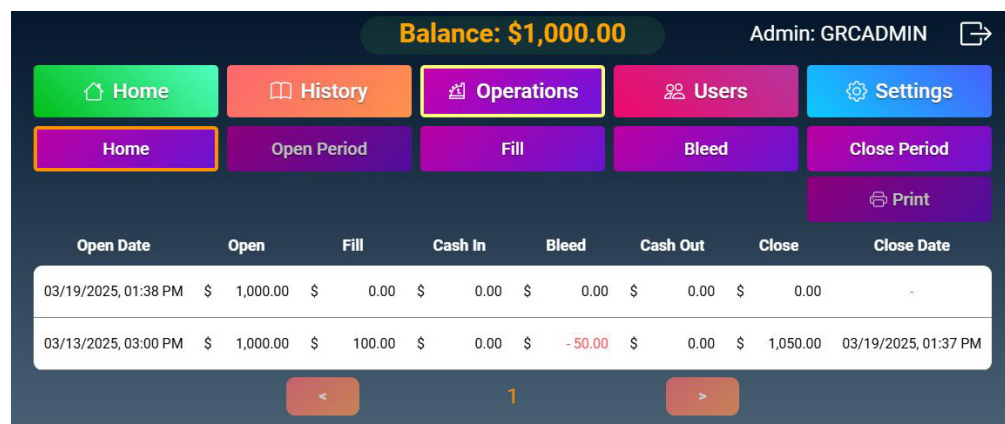 Balance: $1,000.00 Admin: GRCADMIN
Home History Operations Users Settings
Home Open Period Fill Bleed Close Period
Print
Open Date Open Fill Cash In Bleed Cash Out Close Close Date
03/19/2025, 01:38 PM $ 1,000.00 $ 0.00 $ 0.00 $ 0.00 $ 0.00 $ 0.00 -
03/13/2025, 03:00 PM $ 1,000.00 $ 100.00 $ 0.00 $ - 50.00 $ 0.00 $ 1,050.00 03/19/2025, 01:37 PM
< 1 >